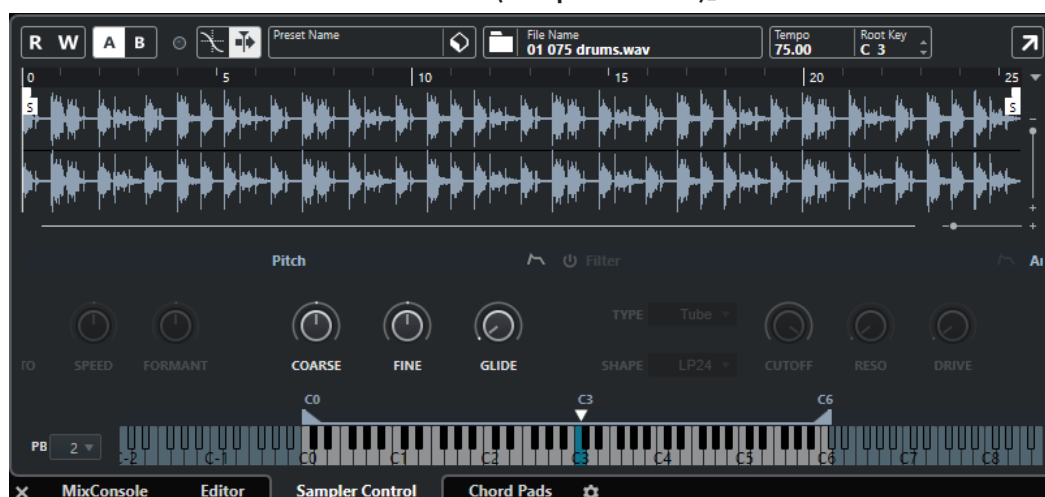 R W A B Preset Name File Name Tempo Root Key
01 075 drums.wav 75.00 C 3
0 5 10 15 20 25
S S
Pitch Filter
TYPE Tube
SPEED FORMANT COARSE FINE GLIDE SHAPE LP24 CUTOFF RESO DRIVE
C0 C3 C6
PB 2 C-1 C0 C1 C2 C3 C4 C5 C6 C7 C8
MixConsole Editor Sampler Control Chord Pads